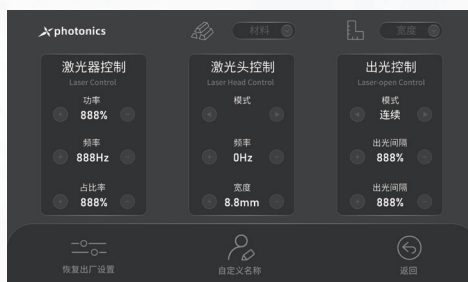 Xphotonics
材料
宽度
激光器控制
Laser Control
功率
888%
频率
888Hz
占比率
888%
激光头控制
Laser Head Control
模式
频率
0Hz
宽度
8.8mm
出光控制
Laser-open Control
模式
连续
出光间隔
888%
出光间隔
888%
恢复出厂设置
自定义名称
返回